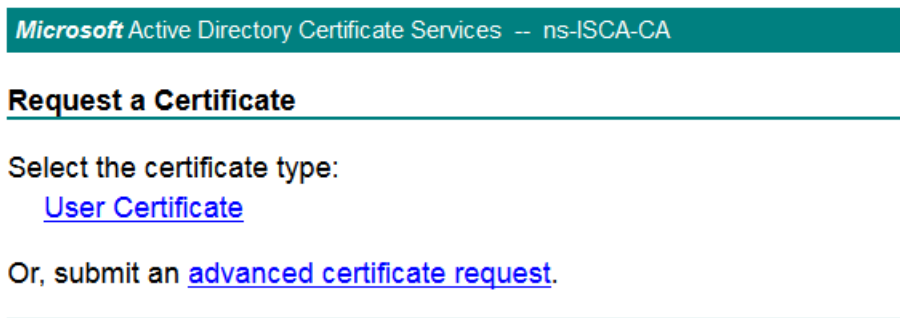 Microsoft Active Directory Certificate Services -- ns-ISCA-CA
Request a Certificate
Select the certificate type:
User Certificate
Or, submit an advanced certificate request.